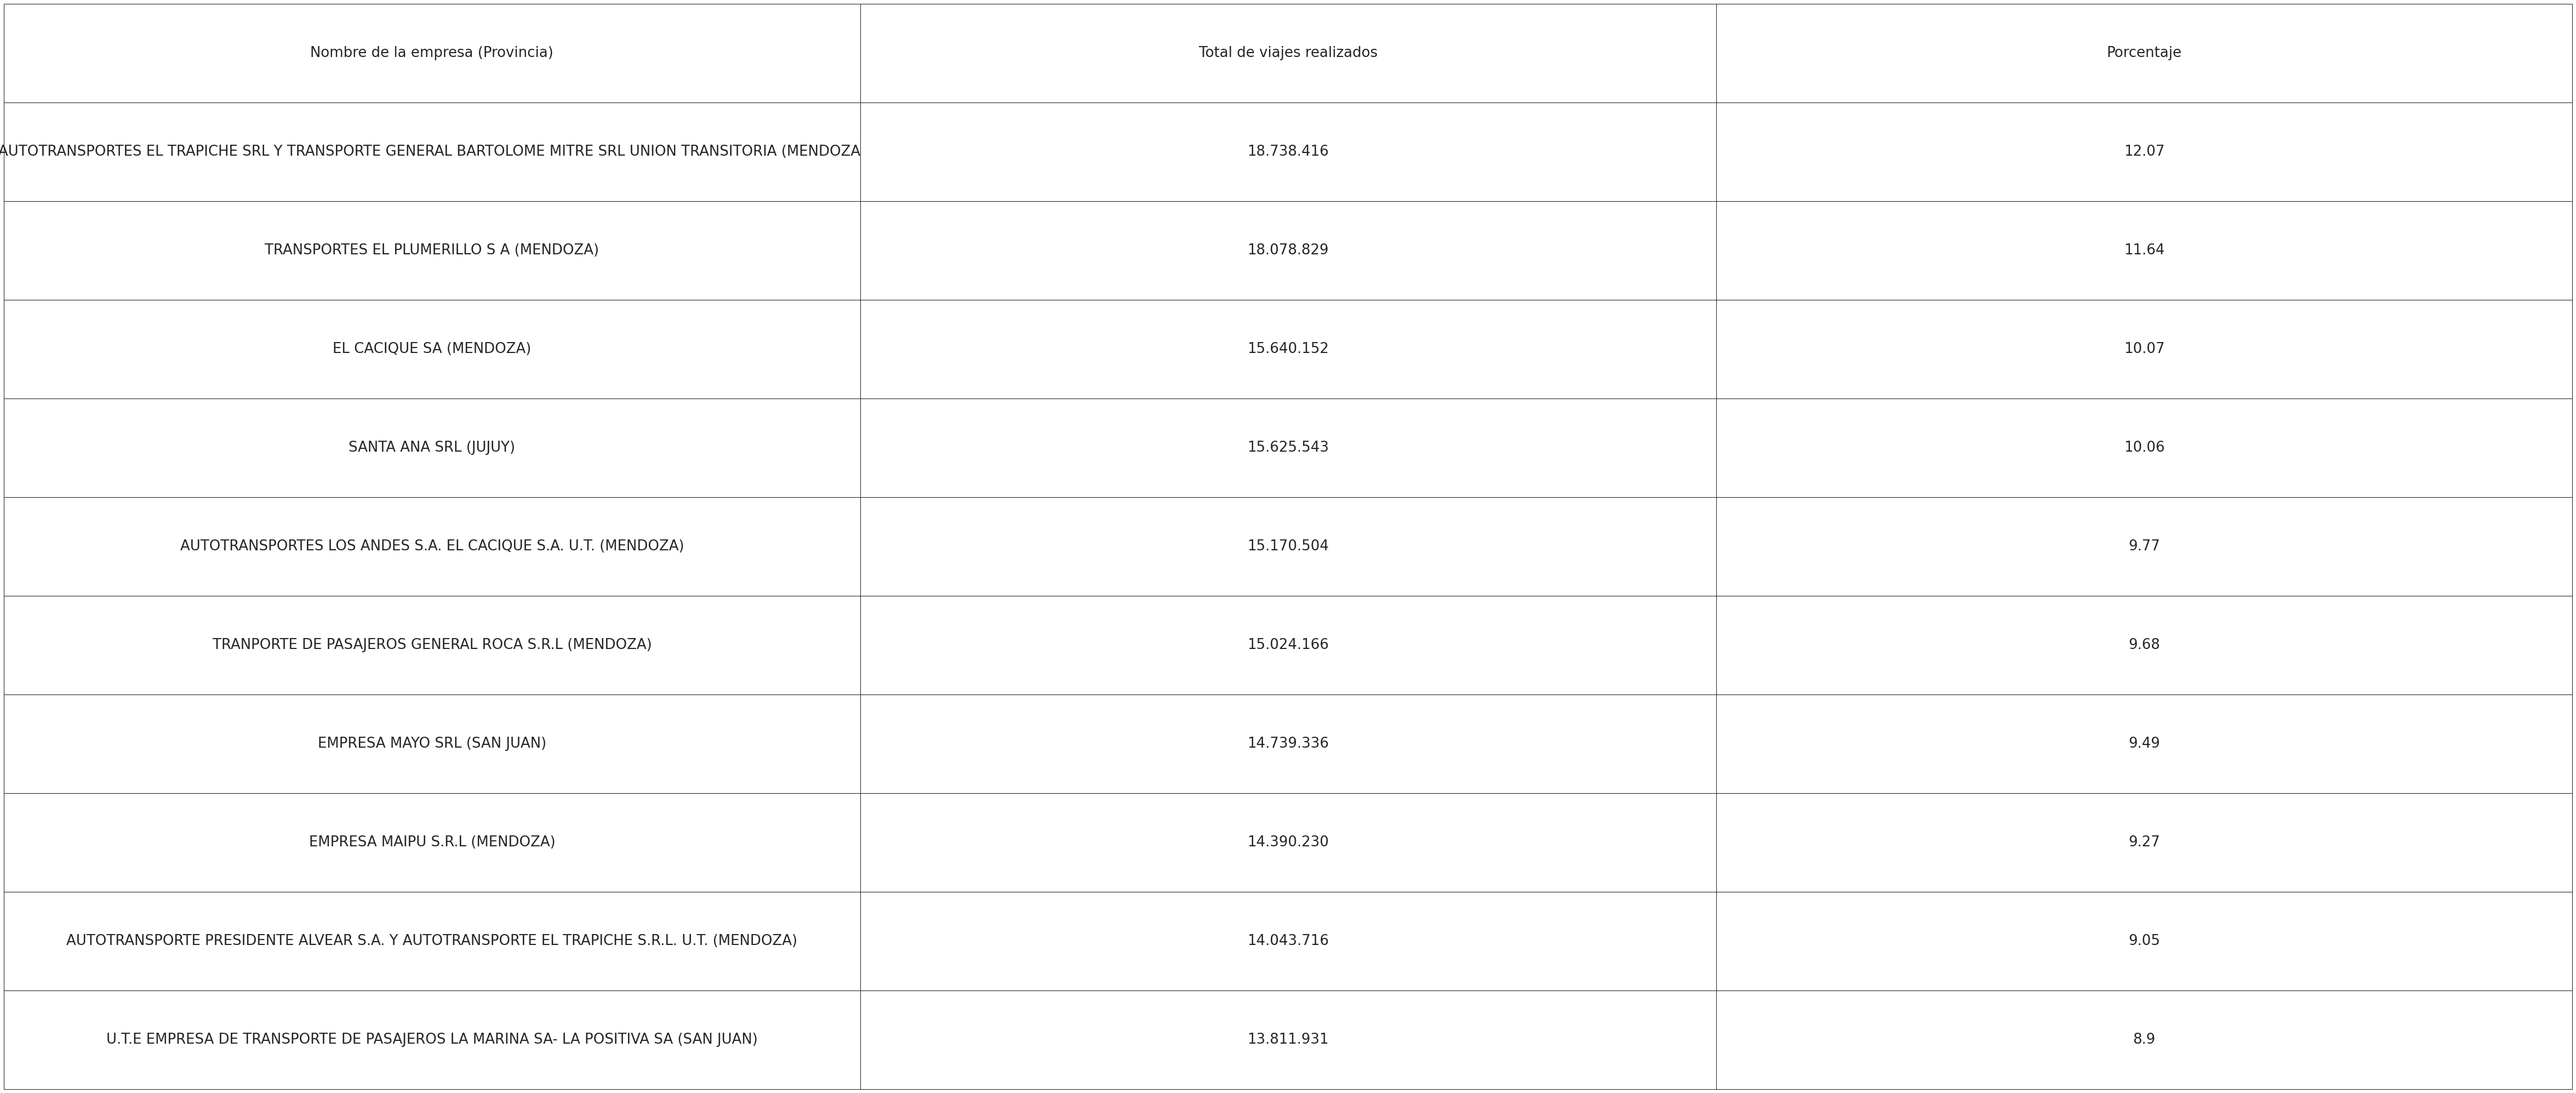 Nombre de la empresa (Provincia) Total de viajes realizados Porcentaje
AUTOTRANSPORTES EL TRAPICHE SRL Y TRANSPORTE GENERAL BARTOLOME MITRE SRL UNION TRANSITORIA (MENDOZA 18.738.416 12.07
TRANSPORTES EL PLUMERILLO S A (MENDOZA) 18.078.829 11.64
EL CACIQUE SA (MENDOZA) 15.640.152 10.07
SANTA ANA SRL (JUJUY) 15.625.543 10.06
AUTOTRANSPORTES LOS ANDES S.A. EL CACIQUE S.A. U.T. (MENDOZA) 15.170.504 9.77
TRANPORTE DE PASAJEROS GENERAL ROCA S.R.L (MENDOZA) 15.024.166 9.68
EMPRESA MAYO SRL (SAN JUAN) 14.739.336 9.49
EMPRESA MAIPU S.R.L (MENDOZA) 14.390.230 9.27
AUTOTRANSPORTE PRESIDENTE ALVEAR S.A. Y AUTOTRANSPORTE EL TRAPICHE S.R.L. U.T. (MENDOZA) 14.043.716 9.05
U.T.E EMPRESA DE TRANSPORTE DE PASAJEROS LA MARINA SA- LA POSITIVA SA (SAN JUAN) 13.811.931 8.9